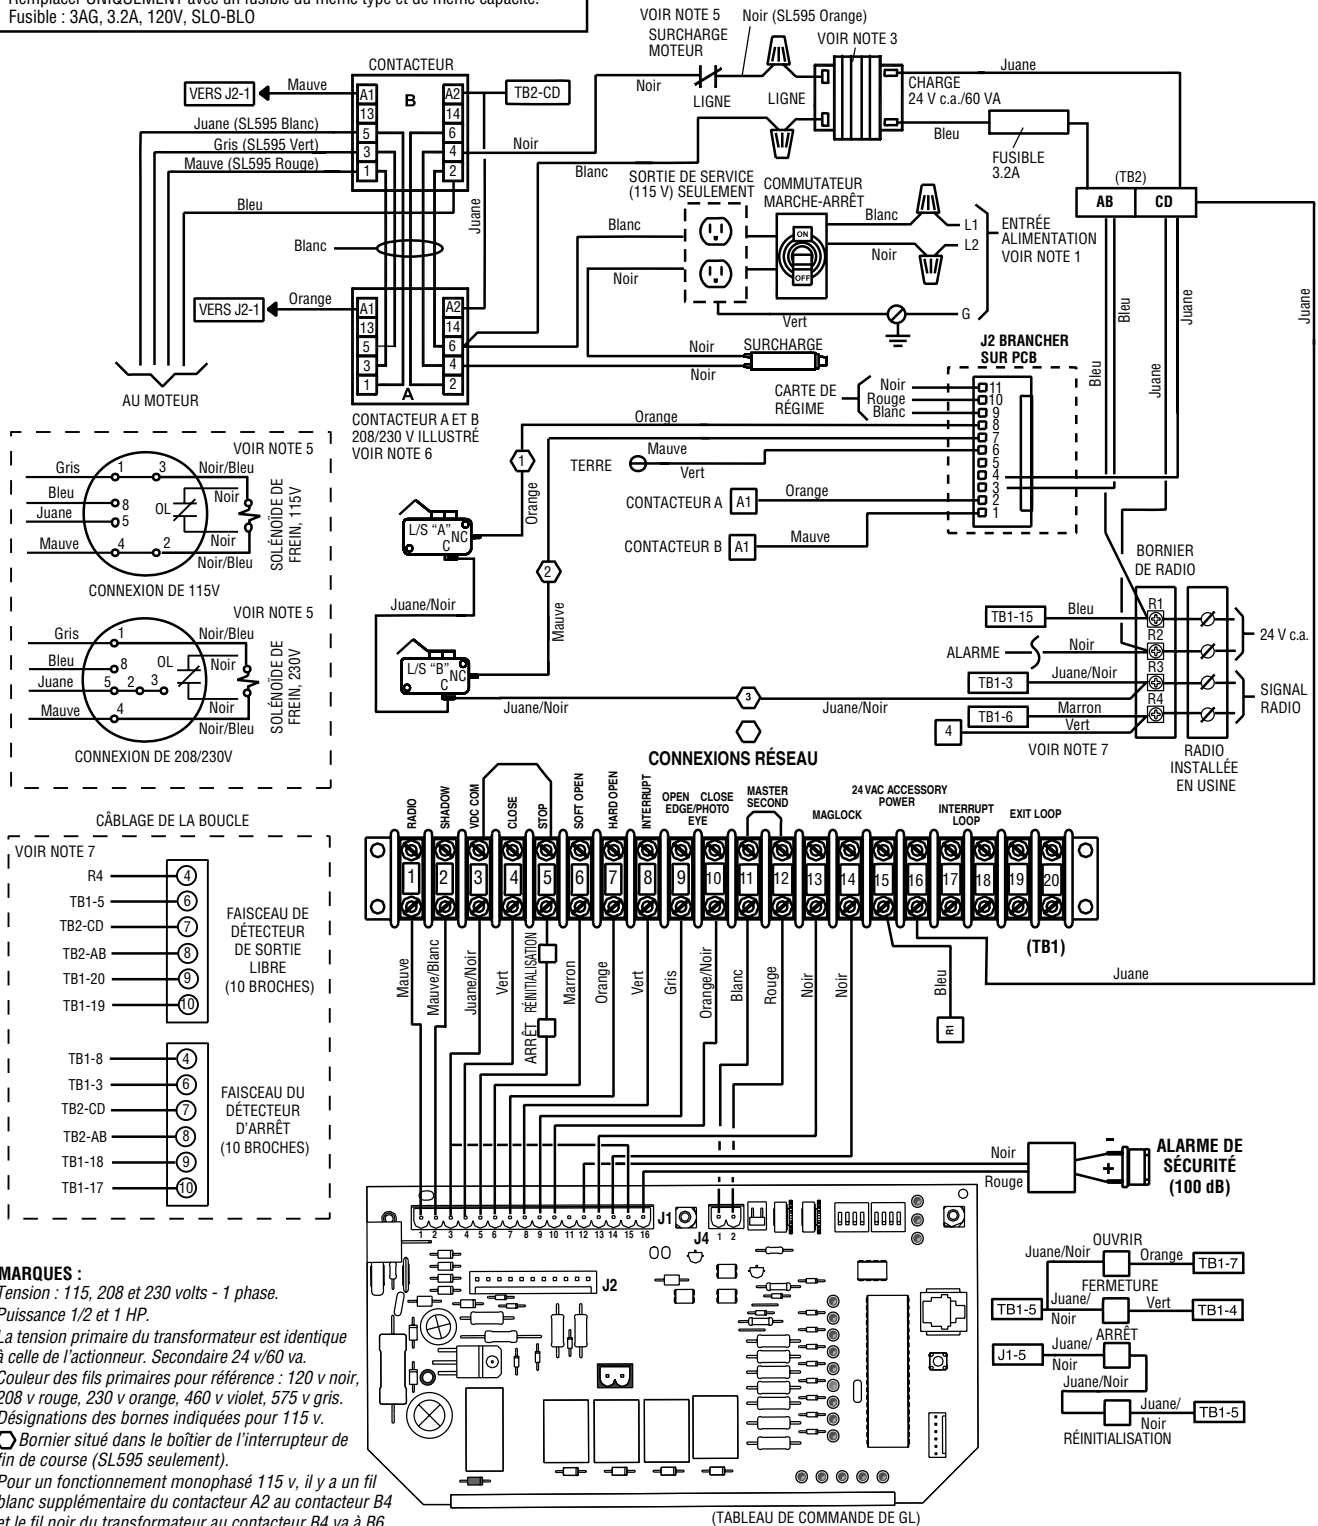 Remplacer UNIQUEMENT avec un fusible du même type et de même capacité.
Fusible : 3AG, 3.2A, 120V, SLO-BLO
VOIR NOTE 5
SURCHARGE
MOTEUR
Noir (SL595 Orange)
VOIR NOTE 3
CONTACTEUR
VERS J2-1
Mauve
A1
13
5
3
1
B
A2
14
6
4
2
TB2-CD
Juane (SL595 Blanc)
Gris (SL595 Vert)
Mauve (SL595 Rouge)
Bleu
Blanc
Juane
Noir
Noir
LIGNE
LIGNE
CHARGE
24 V c.a./60 VA
Juane
Bleu
FUSIBLE
3.2A
(TB2)
AB
CD
Blanc
SORTIE DE SERVICE
(115 V) SEULEMENT
COMMUTATEUR
MARCHE-ARRÊT
ON
OFF
Blanc
Noir
Blanc
Noir
L1
L2
ENTRÉE
ALIMENTATION
VOIR NOTE 1
Vert
G
Bleu
Juane
Juane
Bleu
Juane
VERS J2-1
Orange
A1
13
5
3
1
A
A2
14
6
4
2
Noir
Noir
SURCHARGE
AU MOTEUR
CONTACTEUR A ET B
208/230 V ILLUSTRÉ
VOIR NOTE 6
J2 BRANCHER
SUR PCB
CARTE DE
RÉGIME
Noir
Rouge
Blanc
11
10
9
8
7
6
5
4
3
2
1
Orange
Mauve
TERRE
Vert
CONTACTEUR A
A1
Orange
CONTACTEUR B
A1
Mauve
1
Orange
2
Mauve
L/S "A"
NC
C
Juane/Noir
L/S "B"
NC
C
Juane/Noir
3
Juane/Noir
VOIR NOTE 5
Gris
Bleu
Juane
Mauve
1
3
8
5
4
2
OL
Noir/Bleu
Noir
Noir
Noir/Bleu
SOLÉNOÏDE DE
FREIN, 115V
CONNEXION DE 115V
VOIR NOTE 5
Gris
Bleu
Juane
Mauve
1
8
5
2
3
4
OL
Noir/Bleu
Noir
Noir
Noir/Bleu
SOLÉNOÏDE DE
FREIN, 230V
CONNEXION DE 208/230V
BORNIER
DE RADIO
TB1-15
Bleu
R1
ALARME
Noir
R2
TB1-3
Juane/Noir
R3
TB1-6
Marron
R4
4
Vert
24 V c.a.
SIGNAL
RADIO
VOIR NOTE 7
RADIO
INSTALLÉE
EN USINE
CONNEXIONS RÉSEAU
RADIO
SHADOW
VDC COM
CLOSE
STOP
SOFT OPEN
HARD OPEN
INTERRUPT
OPEN CLOSE
EDGE/PHOTO
EYE
MASTER
SECOND
MAGLOCK
24 VAC ACCESSORY
POWER
INTERRUPT
LOOP
EXIT LOOP
1 2 3 4 5 6 7 8 9 10 11 12 13 14 15 16 17 18 19 20
(TB1)
Mauve
Mauve/Blanc
Juane/Noir
Vert
ARRÊT RÉINITIALISATION
Marron
Orange
Vert
Gris
Orange/Noir
Blanc
Rouge
Noir
Noir
Bleu
R1
Juane
CÂBLAGE DE LA BOUCLE
VOIR NOTE 7
R4 4
TB1-5 6
TB2-CD 7
TB2-AB 8
TB1-20 9
TB1-19 10
FAISCEAU DE
DÉTECTEUR
DE SORTIE
LIBRE
(10 BROCHES)
TB1-8 4
TB1-3 6
TB2-CD 7
TB2-AB 8
TB1-18 9
TB1-17 10
FAISCEAU DU
DÉTECTEUR
D'ARRÊT
(10 BROCHES)
Noir
Rouge
-
+
ALARME DE
SÉCURITÉ
(100 dB)
1 2 3 4 5 6 7 8 9 10 11 12 13 14 15 16
J1
J4
1 2
J2
OUVRIR
Juane/Noir
Orange
TB1-7
FERMETURE
TB1-5
Juane/
Noir
Vert
TB1-4
ARRÊT
J1-5
Juane/
Noir
Juane/Noir
Juane/
Noir
TB1-5
RÉINITIALISATION
(TABLEAU DE COMMANDE DE GL)
MARQUES :
Tension : 115, 208 et 230 volts - 1 phase.
Puissance 1/2 et 1 HP.
La tension primaire du transformateur est identique
à celle de l'actionneur. Secondaire 24 v/60 va.
Couleur des fils primaires pour référence : 120 v noir,
208 v rouge, 230 v orange, 460 v violet, 575 v gris.
Désignations des bornes indiquées pour 115 v.
Bornier situé dans le boîtier de l'interrupteur de
fin de course (SL595 seulement).
Pour un fonctionnement monophasé 115 v, il y a un fil
blanc supplémentaire du contacteur A2 au contacteur B4
et le fil noir du transformateur au contacteur B4 va à B6.